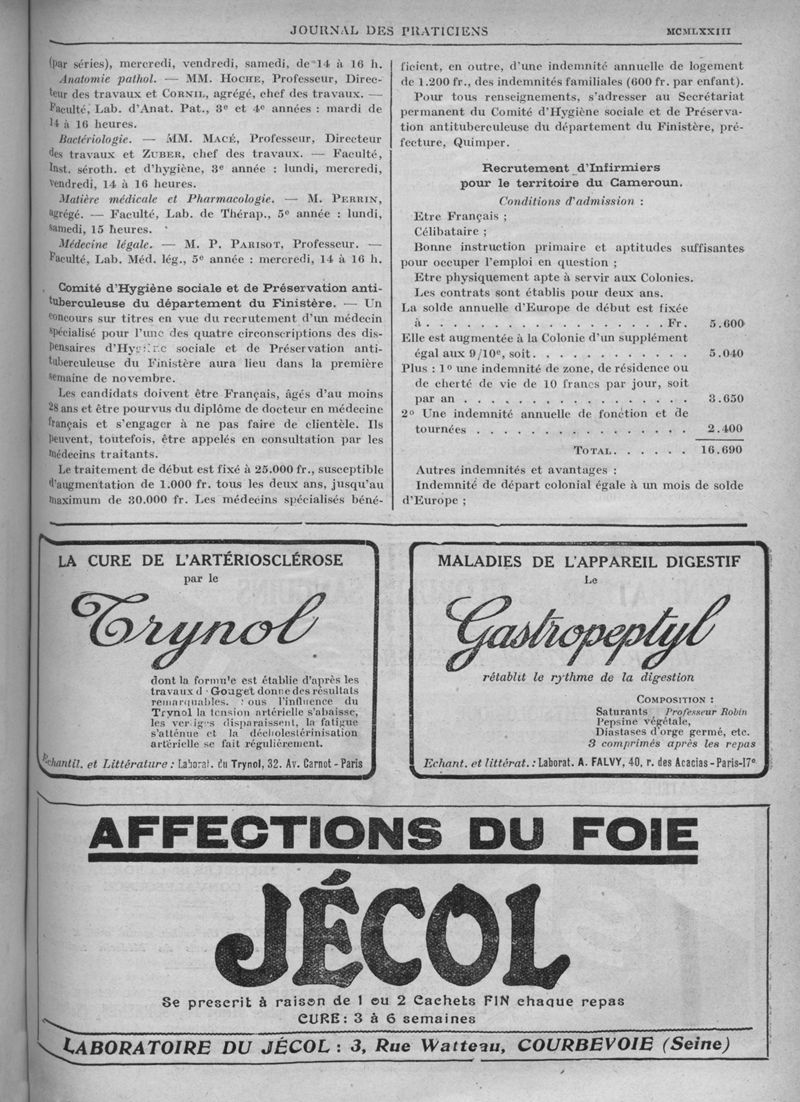 JOURNAL DES PRATICIENS
MCMLXXIII
(par séries), mercredi, vendredi, samedi, de 14 à 16 h.
Anatomie pathol. — MM. HOCHE, Professeur, Direc-
teur des travaux et CORNIL, agrégé, chef des travaux. —
Faculté, Lab. d'Anat. Pat., 3e et 4e années : mardi de
14 à 16 heures.
Bactériologie. — MM. MACÉ, Professeur, Directeur
des travaux et ZUBER, chef des travaux. — Faculté,
Inst. séroth. et d'hygiène, 3e année : lundi, mercredi,
vendredi, 14 à 16 heures.
Matière médicale et Pharmacologie. — M. PERRIN,
agrégé. — Faculté, Lab. de Thérap., 5e année : lundi,
samedi, 15 heures.
Médecine légale. — M. P. PARISOT, Professeur. —
Faculté, Lab. Méd. lég., 5e année : mercredi, 14 à 16 h.
Comité d'Hygiène sociale et de Préservation anti-
tuberculeuse du département du Finistère. — Un
concours sur titres en vue du recrutement d'un médecin
spécialisé pour l'une des quatre circonscriptions des dis-
pensaires d'Hygiène sociale et de Préservation anti-
tuberculeuse du Finistère aura lieu dans la première
semaine de novembre.
Les candidats doivent être Français, âgés d'au moins
28 ans et être pourvus du diplôme de docteur en médecine
français et s'engager à ne pas faire de clientèle. Ils
peuvent, toutefois, être appelés en consultation par les
médecins traitants.
Le traitement de début est fixé à 25.000 fr., susceptible
d'augmentation de 1.000 fr. tous les deux ans, jusqu'au
maximum de 30.000 fr. Les médecins spécialisés béné-
ficient, en outre, d'une indemnité annuelle de logement
de 1.200 fr., des indemnités familiales (600 fr. par enfant).
Pour tous renseignements, s'adresser au Secrétariat
permanent du Comité d'Hygiène sociale et de Préserva-
tion antituberculeuse du département du Finistère, pré-
fecture, Quimper.
Recrutement d'Infirmiers
pour le territoire du Cameroun.
Conditions d'admission :
Etre Français ;
Célibataire ;
Bonne instruction primaire et aptitudes suffisantes
pour occuper l'emploi en question ;
Etre physiquement apte à servir aux Colonies.
Les contrats sont établis pour deux ans.
La solde annuelle d'Europe de début est fixée
à . . . . . . . . . . . . . . . . . . Fr. 5.600
Elle est augmentée à la Colonie d'un supplément
égal aux 9/10e, soit. . . . . . . . . . . . 5.040
Plus : 1o une indemnité de zone, de résidence ou
de cherté de vie de 10 francs par jour, soit
par an . . . . . . . . . . . . . . . . . 3.650
2o Une indemnité annuelle de fonction et de
tournées . . . . . . . . . . . . . . . . 2.400
TOTAL. . . . . . 16.690
Autres indemnités et avantages :
Indemnité de départ colonial égale à un mois de solde
d'Europe ;
LA CURE DE L'ARTÉRIOSCLÉROSE
par le
Trynol
dont la formule est établie d'après les
travaux d Gouget donne des résultats
remarquables. ous l'influence du
Trynol la tension artérielle s'abaisse,
les vertiges disparaissent, la fatigue
s'atténue et la décholestérinisation
artérielle se fait régulièrement.
Echantil. et Littérature : Laborat. du Trynol, 32. Av. Carnot - Paris
MALADIES DE L'APPAREIL DIGESTIF
Le
Gastropeptyl
rétablit le rythme de la digestion
COMPOSITION :
Saturants Professeur Robin
Pepsine végétale,
Diastases d'orge germé, etc.
3 comprimés après les repas
Echant. et littérat. : Laborat. A. FALVY, 40, r. des Acacias - Paris-17e
AFFECTIONS DU FOIE
JÉCOL
Se prescrit à raison de 1 ou 2 Cachets FIN chaque repas
CURE : 3 à 6 semaines
LABORATOIRE DU JÉCOL : 3, Rue Watteau, COURBEVOIE (Seine)